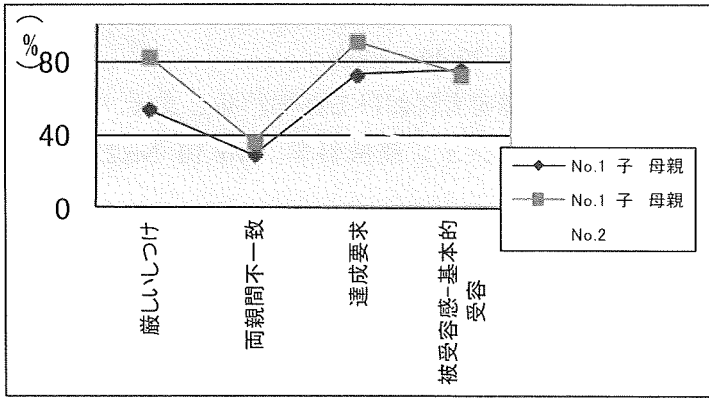 (%)
80
40
0
厳しいしつけ
両親間不一致
達成要求
被受容感-基本的
受容
No.1 子 母親
No.1 子 母親
No.2